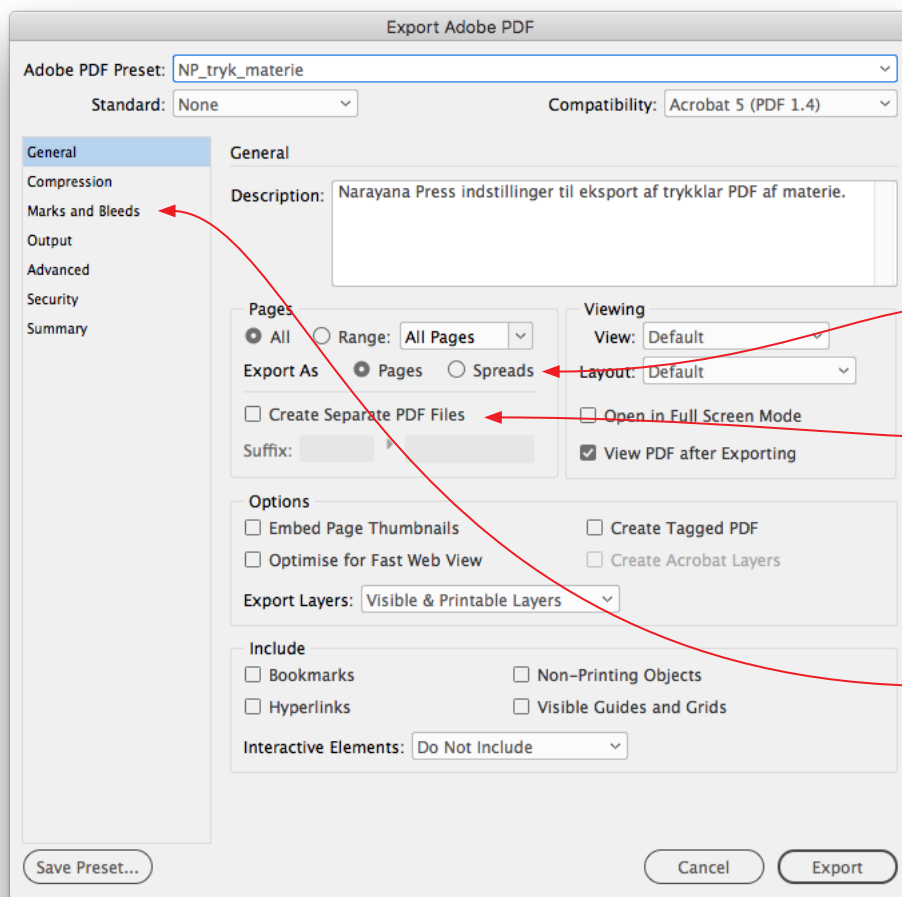 Export Adobe PDF
Adobe PDF Preset: NP_tryk_materie
Standard: None Compatibility: Acrobat 5 (PDF 1.4)
General
Compression
Marks and Bleeds
Output
Advanced
Security
Summary
General
Description: Narayana Press indstillinger til eksport af trykklar PDF af materie.
Pages
All Range: All Pages
Export As Pages Spreads
Create Separate PDF Files
Suffix:
Viewing
View: Default
Layout: Default
Open in Full Screen Mode
View PDF after Exporting
Options
Embed Page Thumbnails Create Tagged PDF
Optimise for Fast Web View Create Acrobat Layers
Export Layers: Visible & Printable Layers
Include
Bookmarks Non-Printing Objects
Hyperlinks Visible Guides and Grids
Interactive Elements: Do Not Include
Save Preset... Cancel Export